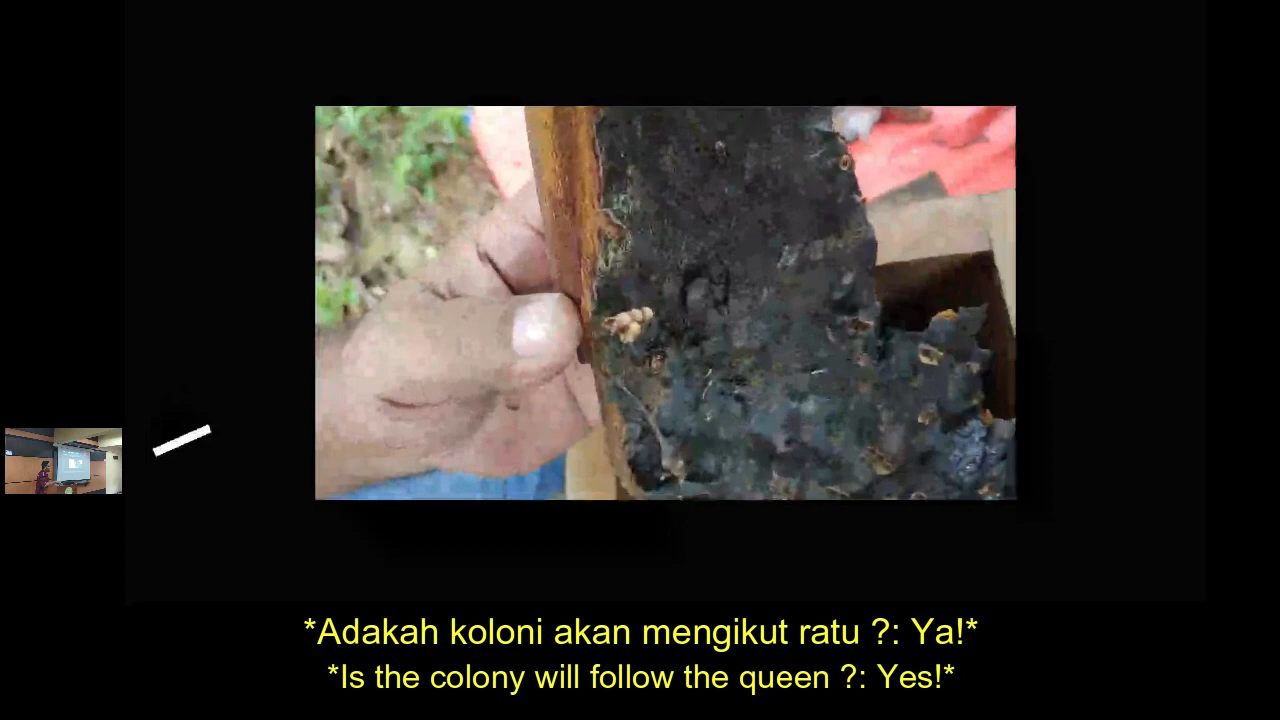 *Adakah koloni akan mengikut ratu ?: Ya!*
*Is the colony will follow the queen ?: Yes!*